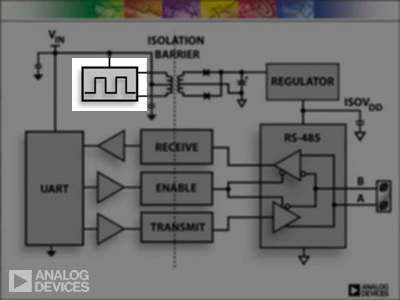 VIN
ISOLATION
BARRIER
REGULATOR
ISOVDD
RS-485
RECEIVE
UART
ENABLE
TRANSMIT
B
A
ANALOG
DEVICES
ANALOG
DEVICES